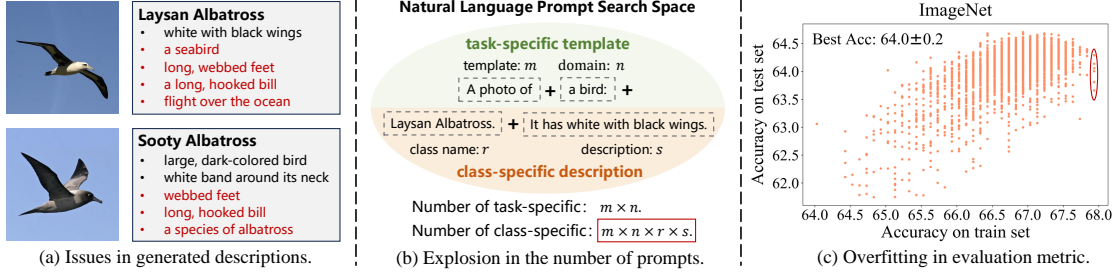 Laysan Albatross
• white with black wings
• a seabird
• long, webbed feet
• a long, hooked bill
• flight over the ocean
Sooty Albatross
• large, dark-colored bird
• white band around its neck
• webbed feet
• long, hooked bill
• a species of albatross
(a) Issues in generated descriptions.
Natural Language Prompt Search Space
task-specific template
template: m domain: n
A photo of + a bird: +
Laysan Albatross. + It has white with black wings.
class name: r description: s
class-specific description
Number of task-specific: m × n.
Number of class-specific: m × n × r × s.
(b) Explosion in the number of prompts.
ImageNet
Best Acc: 64.0±0.2
Accuracy on test set
64.5
64.0
63.5
63.0
62.5
62.0
64.0 64.5 65.0 65.5 66.0 66.5 67.0 67.5 68.0
Accuracy on train set
(c) Overfitting in evaluation metric.